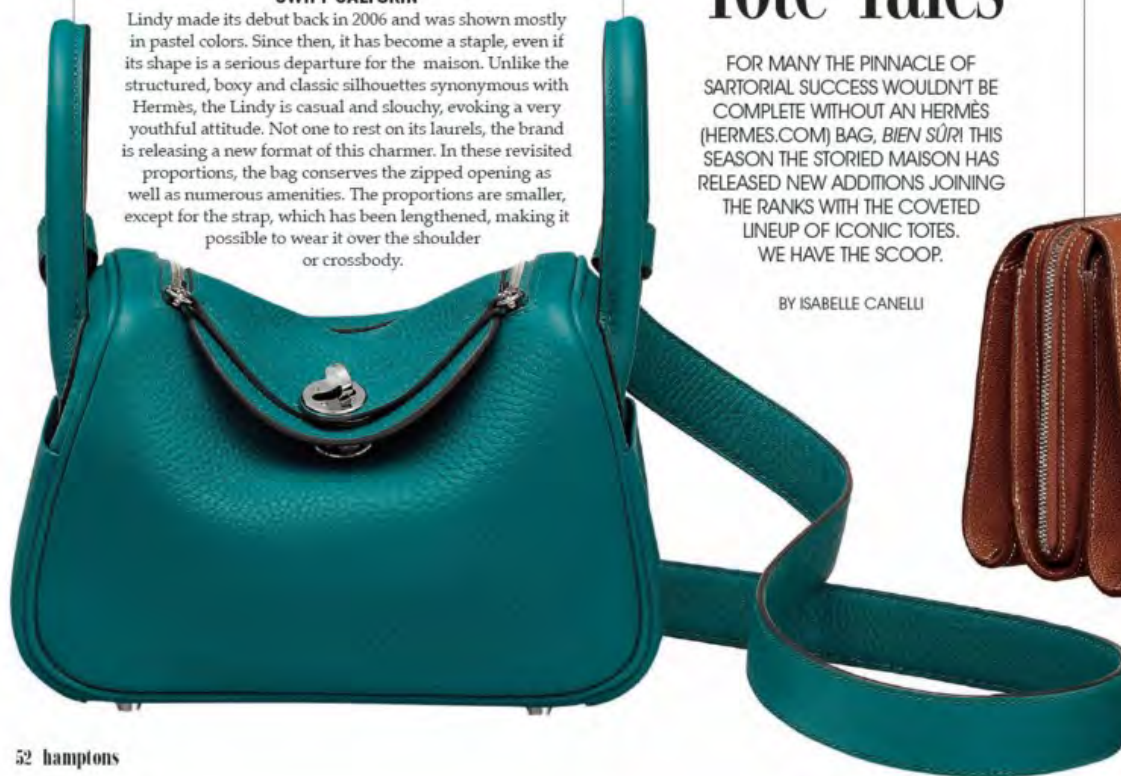 SWIFT CALFSKIN
Lindy made its debut back in 2006 and was shown mostly
in pastel colors. Since then, it has become a staple, even if
its shape is a serious departure for the maison. Unlike the
structured, boxy and classic silhouettes synonymous with
Hermès, the Lindy is casual and slouchy, evoking a very
youthful attitude. Not one to rest on its laurels, the brand
is releasing a new format of this charmer. In these revisited
proportions, the bag conserves the zipped opening as
well as numerous amenities. The proportions are smaller,
except for the strap, which has been lengthened, making it
possible to wear it over the shoulder
or crossbody.
Tote Tales
FOR MANY THE PINNACLE OF
SARTORIAL SUCCESS WOULDN'T BE
COMPLETE WITHOUT AN HERMÈS
(HERMES.COM) BAG, BIEN SÛR! THIS
SEASON THE STORIED MAISON HAS
RELEASED NEW ADDITIONS JOINING
THE RANKS WITH THE COVETED
LINEUP OF ICONIC TOTES.
WE HAVE THE SCOOP.
BY ISABELLE CANELLI
52 hamptons